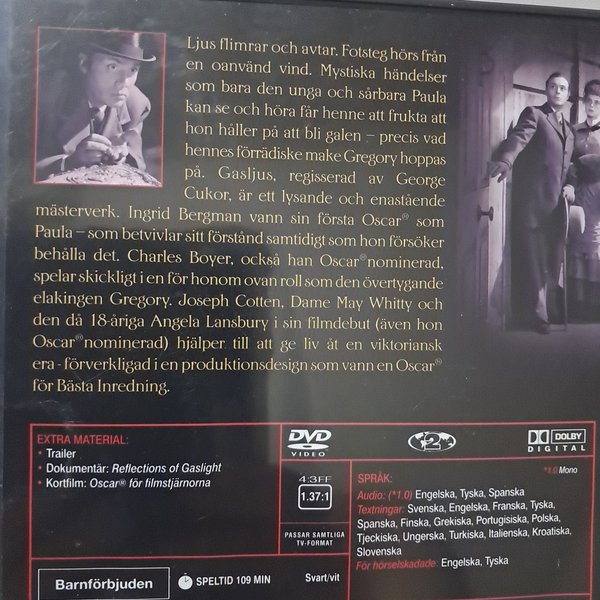 Ljus flimrar och avtar. Fotsteg hörs från
en oanvänd vind. Mystiska händelser
som bara den unga och sårbara Paula
kan se och höra får henne att frukta att
hon håller på att bli galen – precis vad
hennes förrädiske make Gregory hoppas
på. Gasljus, regisserad av George
Cukor, är ett lysande och enastående
mästerverk. Ingrid Bergman vann sin första Oscar® som
Paula – som betvivlar sitt förstånd samtidigt som hon försöker
behålla det. Charles Boyer, också han Oscar®nominerad,
spelar skickligt i en för honom ovan roll som den övertygande
elakingen Gregory. Joseph Cotten, Dame May Whitty och
den då 18-åriga Angela Lansbury i sin filmdebut (även hon
Oscar®nominerad) hjälper till att ge liv åt en viktoriansk
era - förverkligad i en produktionsdesign som vann en Oscar®
för Bästa Inredning.
EXTRA MATERIAL:
• Trailer
• Dokumentär: Reflections of Gaslight
• Kortfilm: Oscar® för filmstjärnorna
DVD
VIDEO
2
DOLBY
DIGITAL
4:3FF
1.37:1
PASSAR SAMTLIGA
TV-FORMAT
*1.0 Mono
SPRÅK:
Audio: (*1.0) Engelska, Tyska, Spanska
Textningar: Svenska, Engelska, Franska, Tyska,
Spanska, Finska, Grekiska, Portugisiska, Polska,
Tjeckiska, Ungerska, Turkiska, Italienska, Kroatiska,
Slovenska
För hörselskadade: Engelska, Tyska
Barnförbjuden
SPELTID 109 MIN
Svart/vit